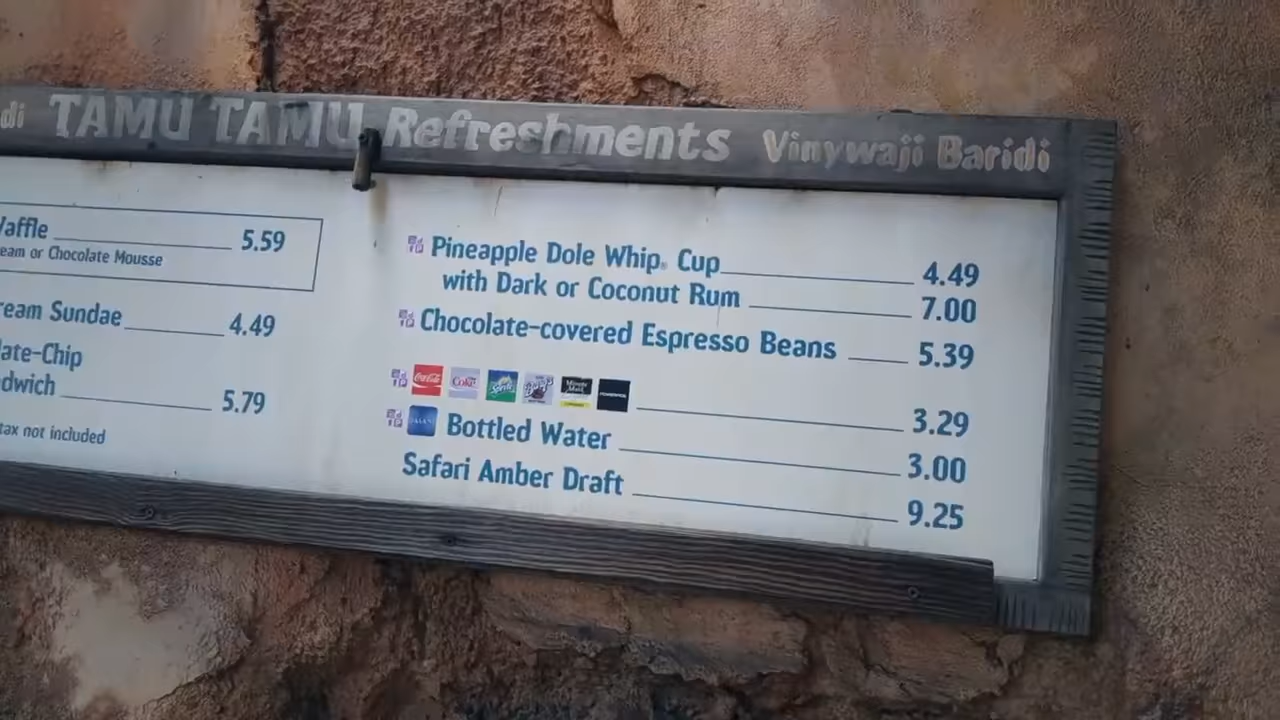 di TAMU TAMU Refreshments Vinywaji Baridi
Waffle 5.59
eam or Chocolate Mousse
ream Sundae 4.49
late-Chip
dwich 5.79
tax not included
Pineapple Dole Whip® Cup 4.49
with Dark or Coconut Rum 7.00
Chocolate-covered Espresso Beans 5.39
Coca-Cola Coke Sprite Minute Maid POWERADE 3.29
DASANI Bottled Water 3.00
Safari Amber Draft 9.25